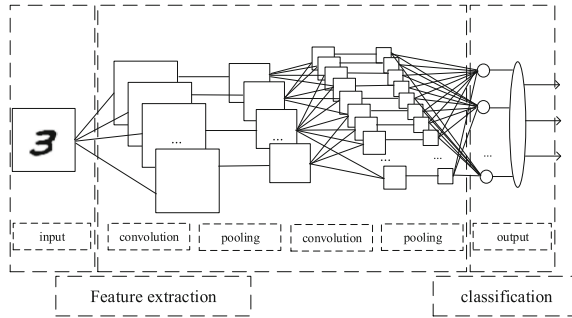 3
...
...
...
...
...
input
convolution
pooling
convolution
pooling
output
Feature extraction
classification